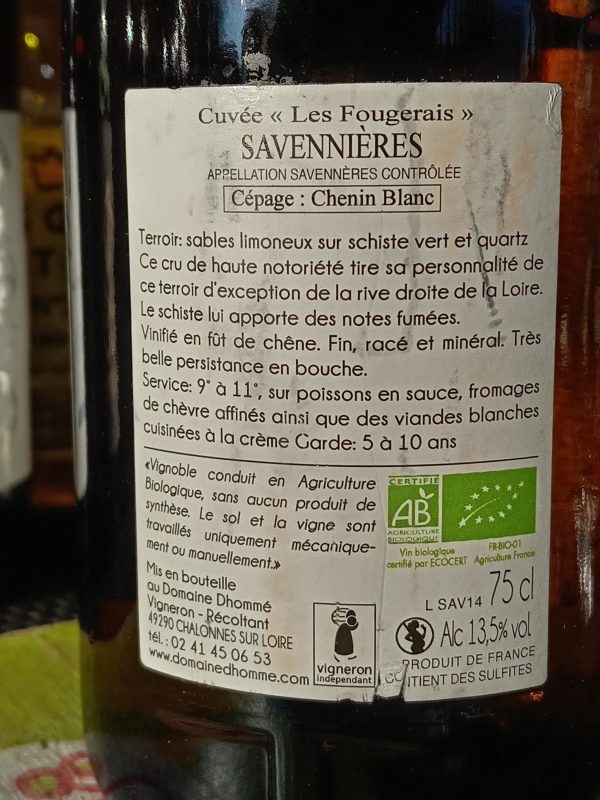 Cuvée « Les Fougerais »
SAVENNIÈRES
APPELLATION SAVENNÈRES CONTRÔLÉE
Cépage : Chenin Blanc
Terroir: sables limoneux sur schiste vert et quartz
Ce cru de haute notoriété tire sa personnalité de
ce terroir d'exception de la rive droite de la Loire.
Le schiste lui apporte des notes fumées.
Vinifié en fût de chêne. Fin, racé et minéral. Très
belle persistance en bouche.
Service: 9° à 11°, sur poissons en sauce, fromages
de chèvre affinés ainsi que des viandes blanches
cuisinées à la crème Garde: 5 à 10 ans
«Vignoble conduit en Agriculture
Biologique, sans aucun produit de
synthèse. Le sol et la vigne sont
travaillés uniquement mécanique-
ment ou manuellement.»
CERTIFIÉ
AB
AGRICULTURE
BIOLOGIQUE
Vin biologique
certifié par ECOCERT
FR-BIO-01
Agriculture France
Mis en bouteille
au Domaine Dhommé
Vigneron - Récoltant
49290 CHALONNES SUR LOIRE
tél. : 02 41 45 06 53
www.domainedhomme.com
vigneron
indépendant
L SAV14 75 cl
Alc 13,5% vol
PRODUIT DE FRANCE
CO TIENT DES SULFITES